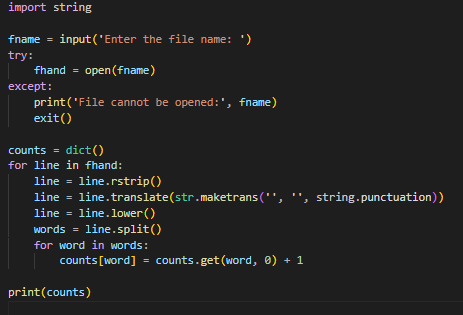 import string
fname = input('Enter the file name: ')
try:
    fhand = open(fname)
except:
    print('File cannot be opened:', fname)
    exit()
counts = dict()
for line in fhand:
    line = line.rstrip()
    line = line.translate(str.maketrans('', '', string.punctuation))
    line = line.lower()
    words = line.split()
    for word in words:
        counts[word] = counts.get(word, 0) + 1
print(counts)